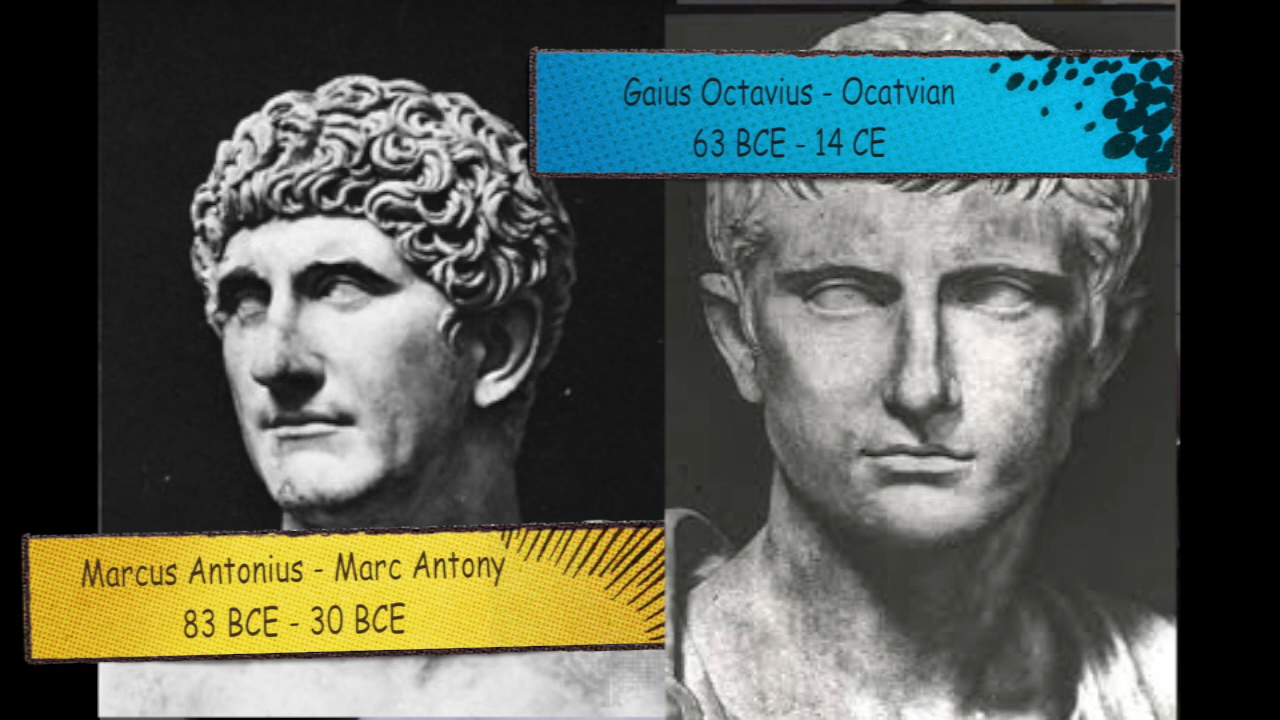 Gaius Octavius - Ocatvian
63 BCE - 14 CE
Marcus Antonius - Marc Antony
83 BCE - 30 BCE